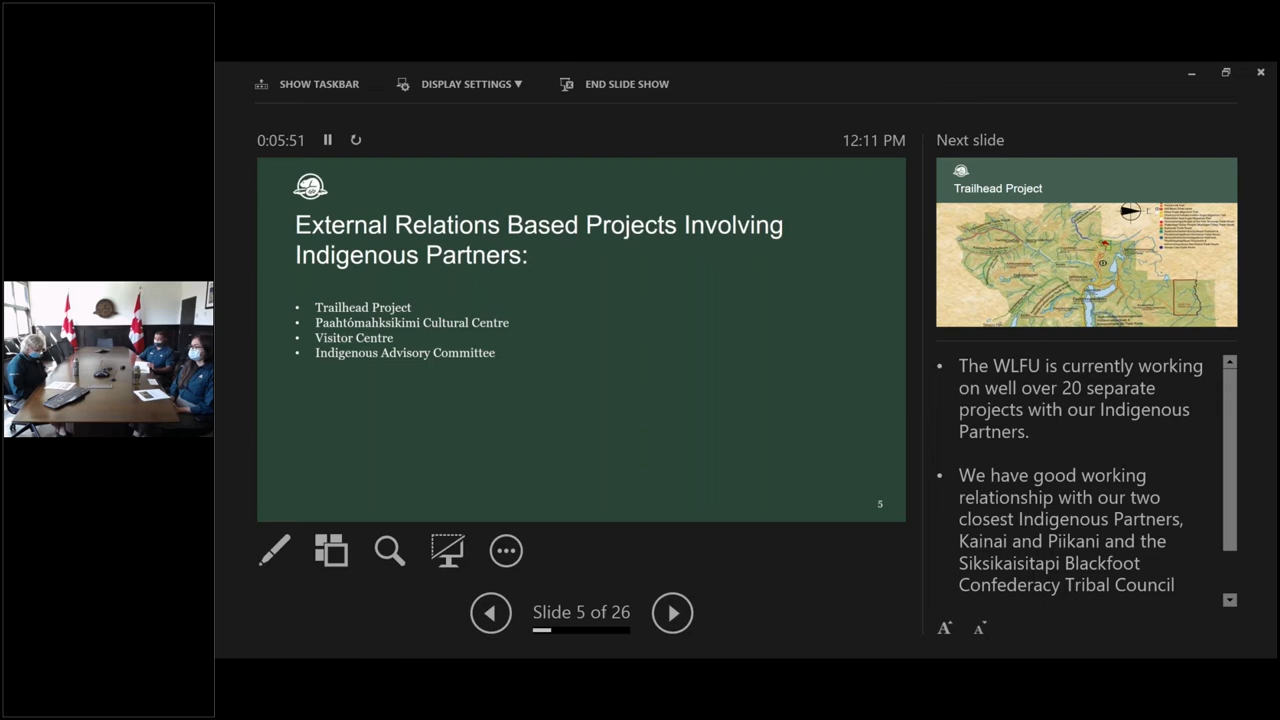 SHOW TASKBAR
DISPLAY SETTINGS ▼
END SLIDE SHOW
0:05:51
12:11 PM
External Relations Based Projects Involving
Indigenous Partners:
• Trailhead Project
• Paahtómahksikimi Cultural Centre
• Visitor Centre
• Indigenous Advisory Committee
5
Slide 5 of 26
Next slide
Trailhead Project
• The WLFU is currently working
on well over 20 separate
projects with our Indigenous
Partners.
• We have good working
relationship with our two
closest Indigenous Partners,
Kainai and Piikani and the
Siksikaisitapi Blackfoot
Confederacy Tribal Council
A A